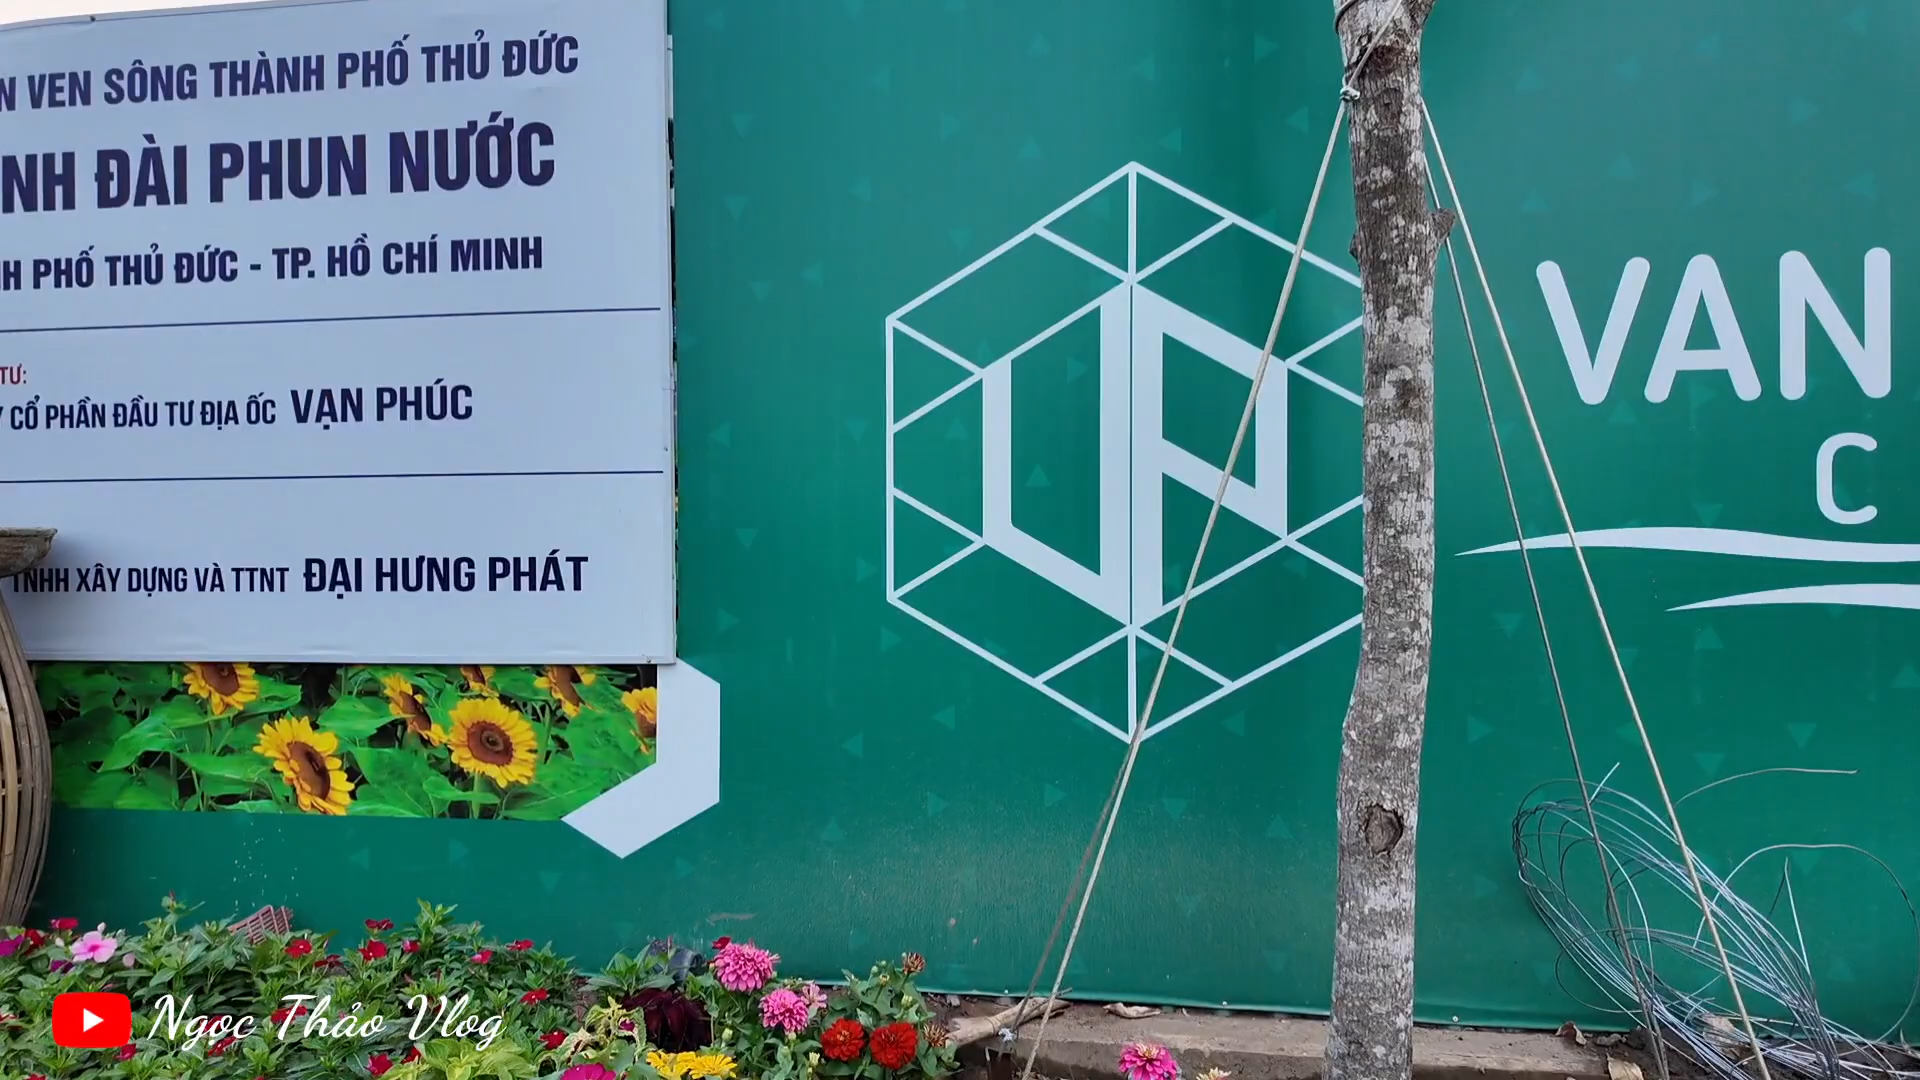 VEN SÔNG THÀNH PHỐ THỦ ĐỨC
ĐÀI PHUN NƯỚC
PHỐ THỦ ĐỨC - TP. HỒ CHÍ MINH
TƯ:
CỔ PHẦN ĐẦU TƯ ĐỊA ỐC VẠN PHÚC
TNHH XÂY DỰNG VÀ TTNT ĐẠI HƯNG PHÁT
VP
VAN
C
Ngọc Thảo Vlog